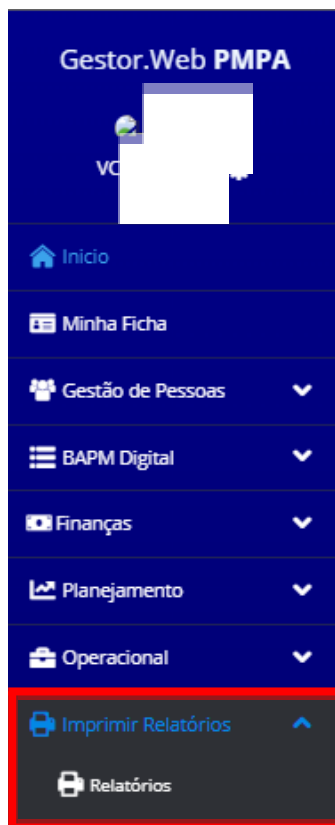 Gestor.Web PMPA
Inicio
Minha Ficha
Gestão de Pessoas
BAPM Digital
Finanças
Planejamento
Operacional
Imprimir Relatórios
Relatórios